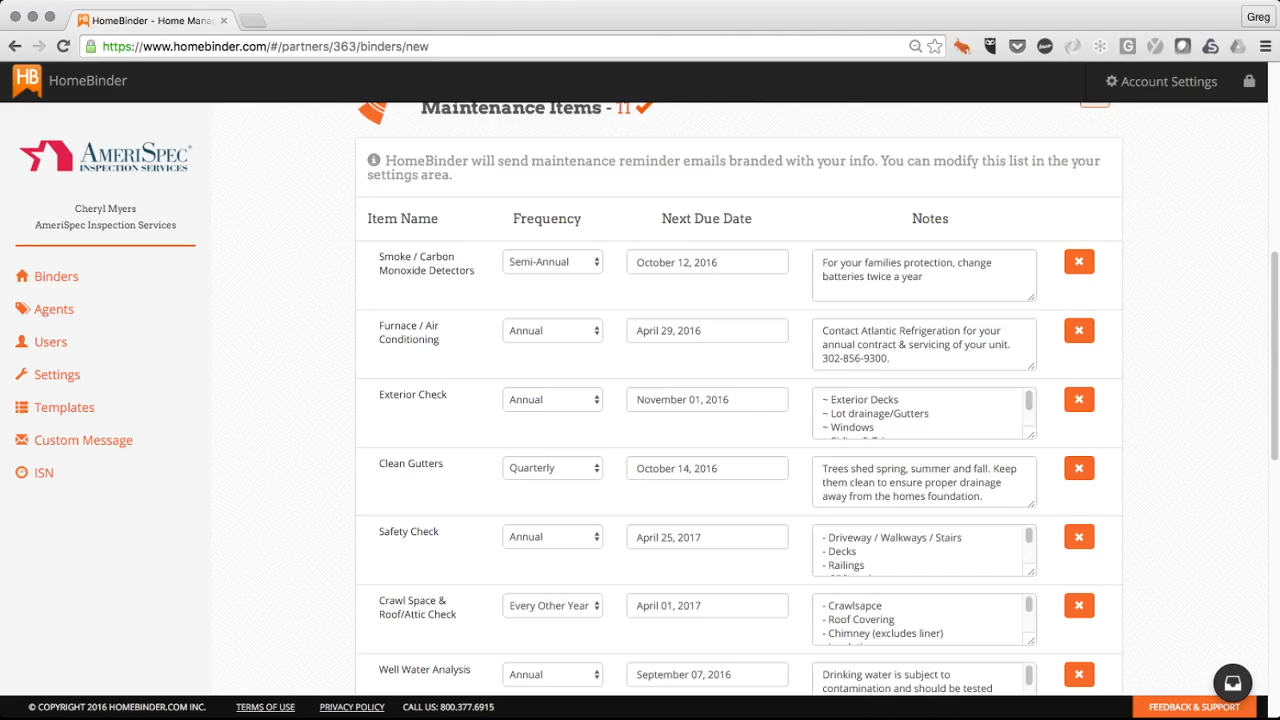 HomeBinder - Home Mana
Greg
https://www.homebinder.com/#/partners/363/binders/new
HB HomeBinder
Account Settings
Maintenance Items - 11
AMERISPEC
INSPECTION SERVICES
Cheryl Myers
AmeriSpec Inspection Services
Binders
Agents
Users
Settings
Templates
Custom Message
ISN
HomeBinder will send maintenance reminder emails branded with your info. You can modify this list in the your
settings area.
Item Name Frequency Next Due Date Notes
Smoke / Carbon
Monoxide Detectors
Semi-Annual
October 12, 2016
For your families protection, change
batteries twice a year
Furnace / Air
Conditioning
Annual
April 29, 2016
Contact Atlantic Refrigeration for your
annual contract & servicing of your unit.
302-856-9300.
Exterior Check
Annual
November 01, 2016
~ Exterior Decks
~ Lot drainage/Gutters
~ Windows
Clean Gutters
Quarterly
October 14, 2016
Trees shed spring, summer and fall. Keep
them clean to ensure proper drainage
away from the homes foundation.
Safety Check
Annual
April 25, 2017
- Driveway / Walkways / Stairs
- Decks
- Railings
Crawl Space &
Roof/Attic Check
Every Other Year
April 01, 2017
- Crawlsapce
- Roof Covering
- Chimney (excludes liner)
Well Water Analysis
Annual
September 07, 2016
Drinking water is subject to
contamination and should be tested
© COPYRIGHT 2016 HOMEBINDER.COM INC. TERMS OF USE PRIVACY POLICY CALL US: 800.377.6915
FEEDBACK & SUPPORT